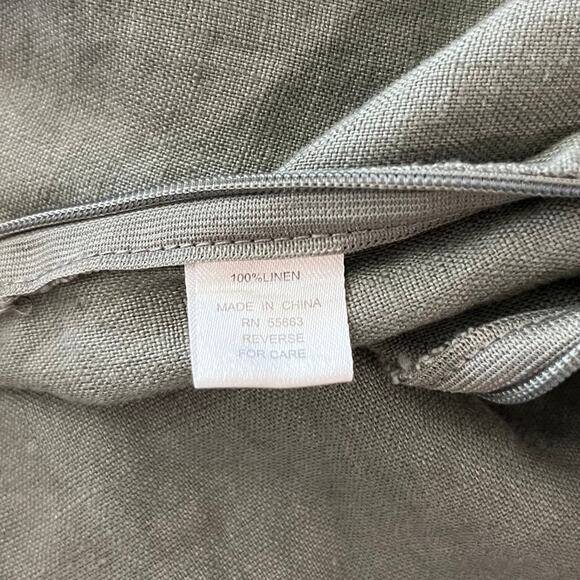 100%LINEN
MADE IN CHINA
RN 55663
REVERSE
FOR CARE